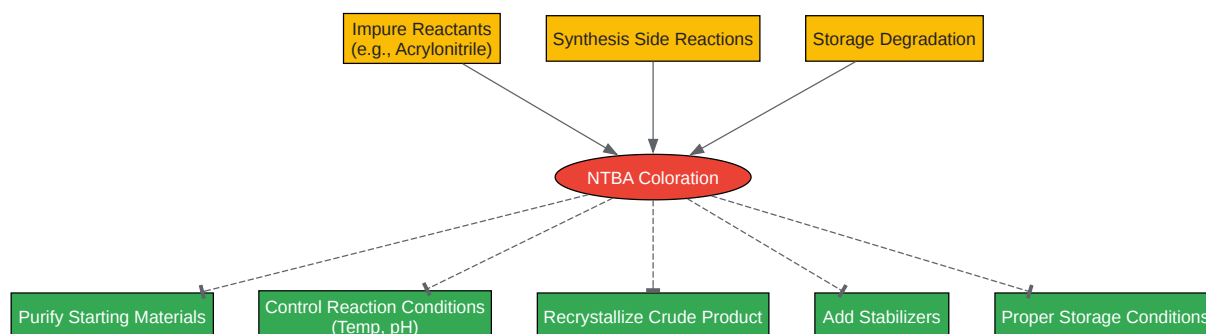 Impure Reactants
(e.g., Acrylonitrile)
Synthesis Side Reactions
Storage Degradation
NTBA Coloration
Purify Starting Materials
Control Reaction Conditions
(Temp, pH)
Recrystallize Crude Product
Add Stabilizers
Proper Storage Conditions